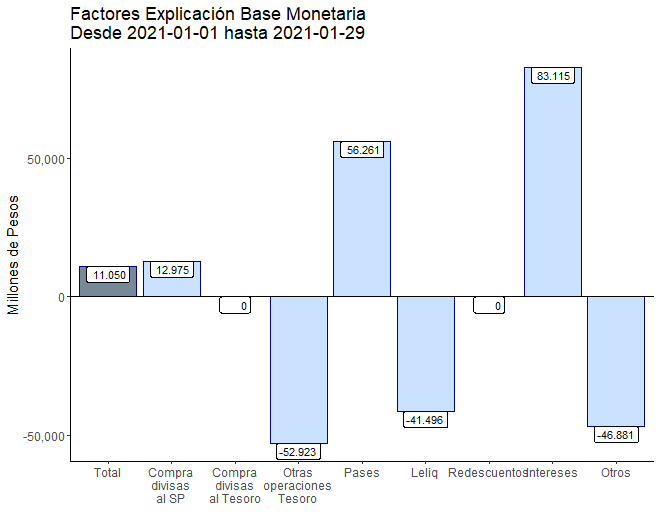 Factores Explicación Base Monetaria
Desde 2021-01-01 hasta 2021-01-29
Millones de Pesos
50,000
0
-50,000
11.050
12.975
0
-52.923
56.261
-41.496
0
83.115
-46.881
Total
Compra
divisas
al SP
Compra
divisas
al Tesoro
Otras
operaciones
Tesoro
Pases
Leliq
Redescuentos
Intereses
Otros